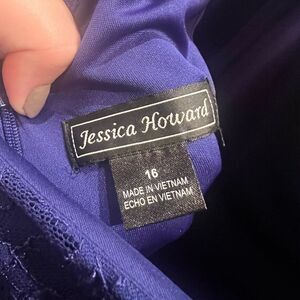 Jessica Howard
16
MADE IN VIETNAM
ECHO EN VIETNAM